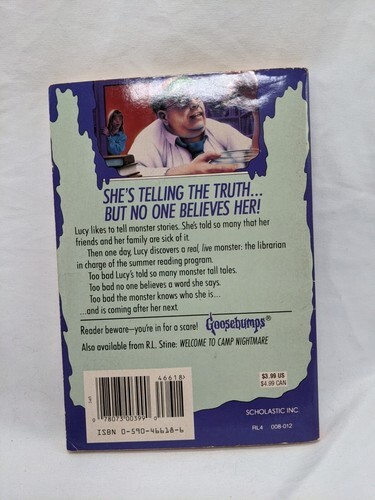 SHE'S TELLING THE TRUTH...
BUT NO ONE BELIEVES HER!
Lucy likes to tell monster stories. She's told so many that her
friends and her family are sick of it.
Then one day, Lucy discovers a real, live monster: the librarian
in charge of the summer reading program.
Too bad Lucy's told so many monster tall tales.
Too bad no one believes a word she says.
Too bad the monster knows who she is...
...and is coming after her next.
Reader beware—you're in for a scare! Goosebumps®
Also available from R.L. Stine: WELCOME TO CAMP NIGHTMARE
46618
$3.99 US
$4.99 CAN
0 78073 00399
ISBN 0-590-46618-6
SCHOLASTIC INC.
RL4 008-012